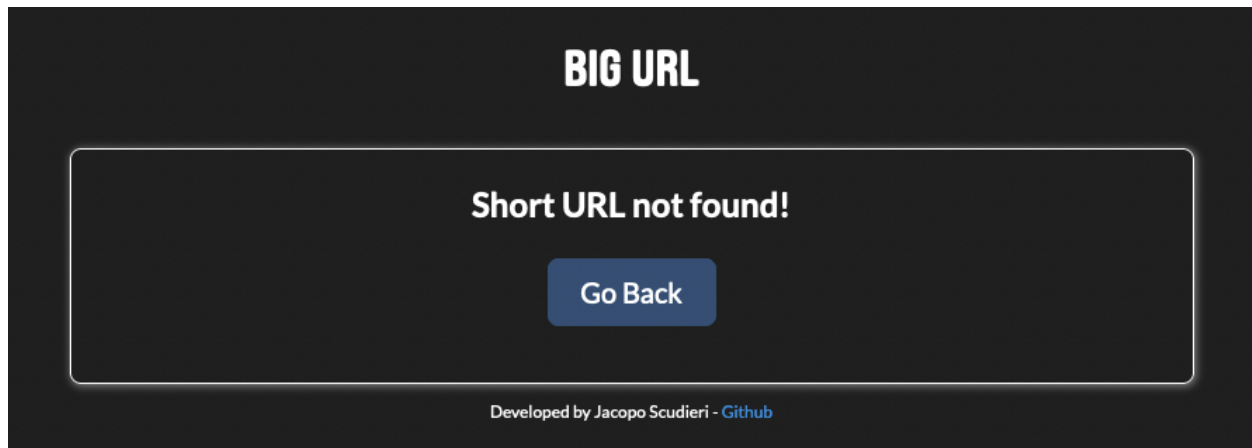 BIG URL
Short URL not found!
Go Back
Developed by Jacopo Scudieri - Github